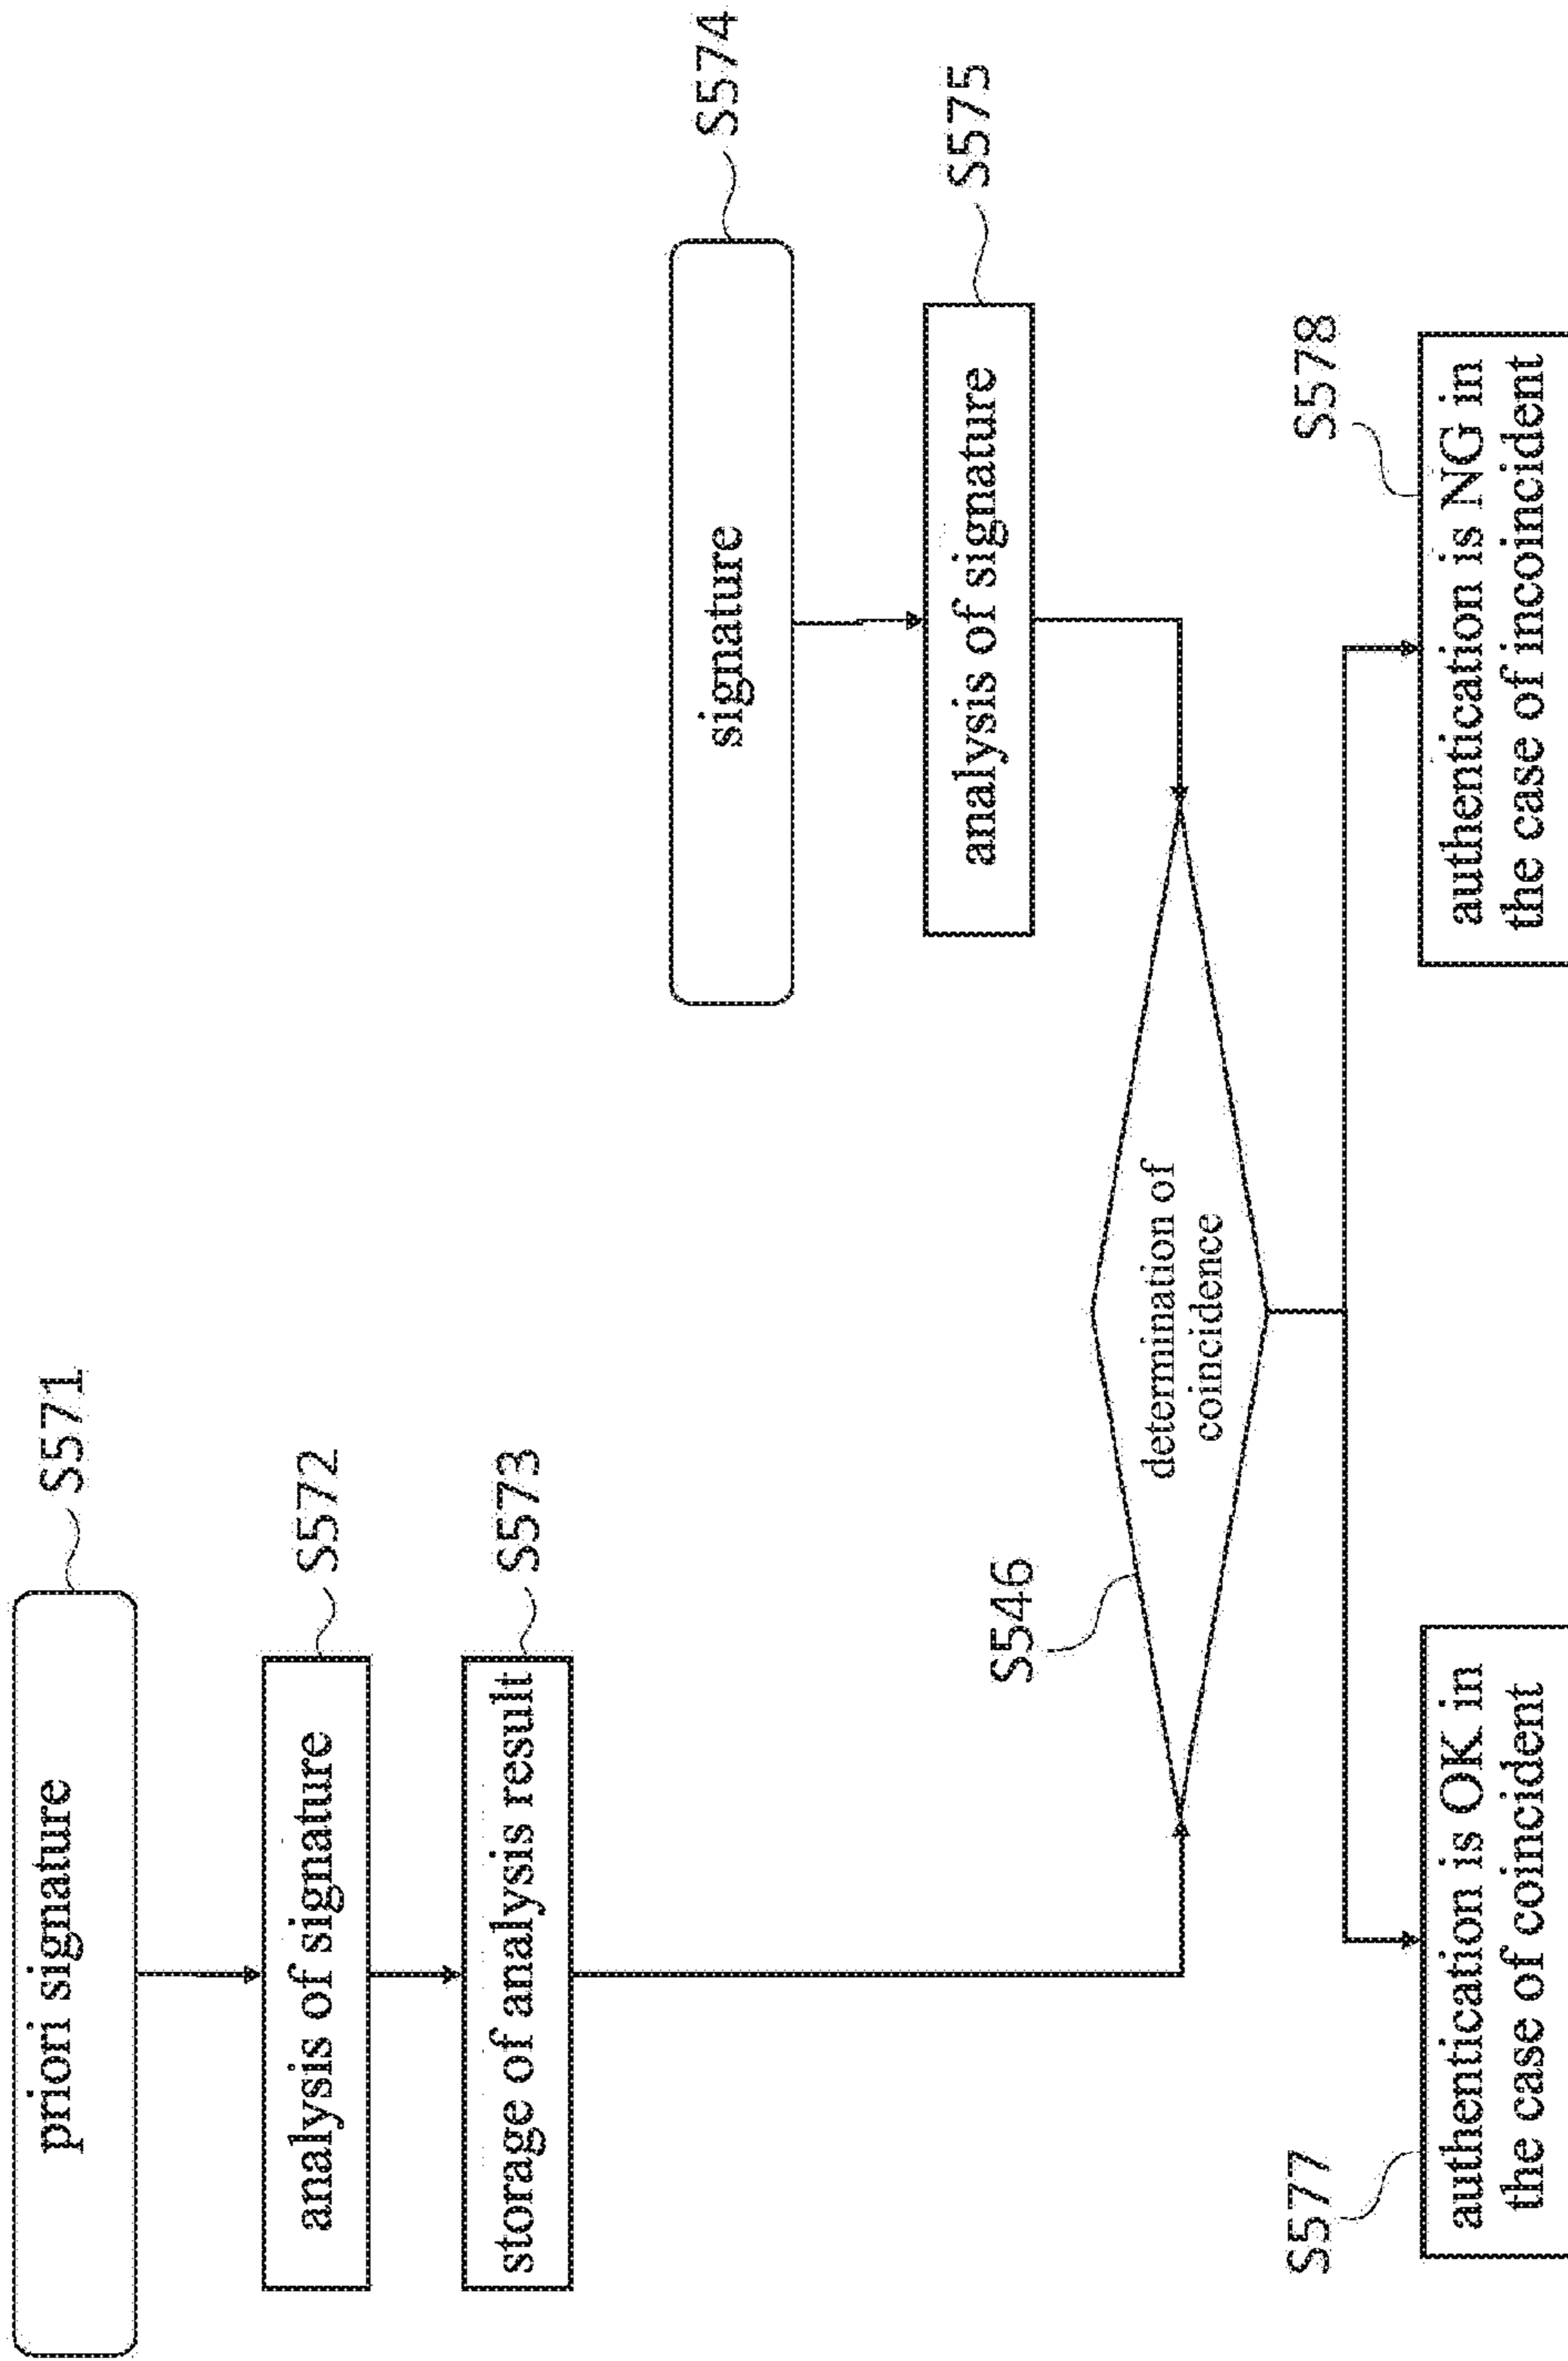 priori signature
S571
analysis of signature
S572
storage of analysis result
S573
signature
S574
analysis of signature
S575
S546
determination of
coincidence
S577
authentication is OK in
the case of coincident
S578
authentication is NG in
the case of incoincident